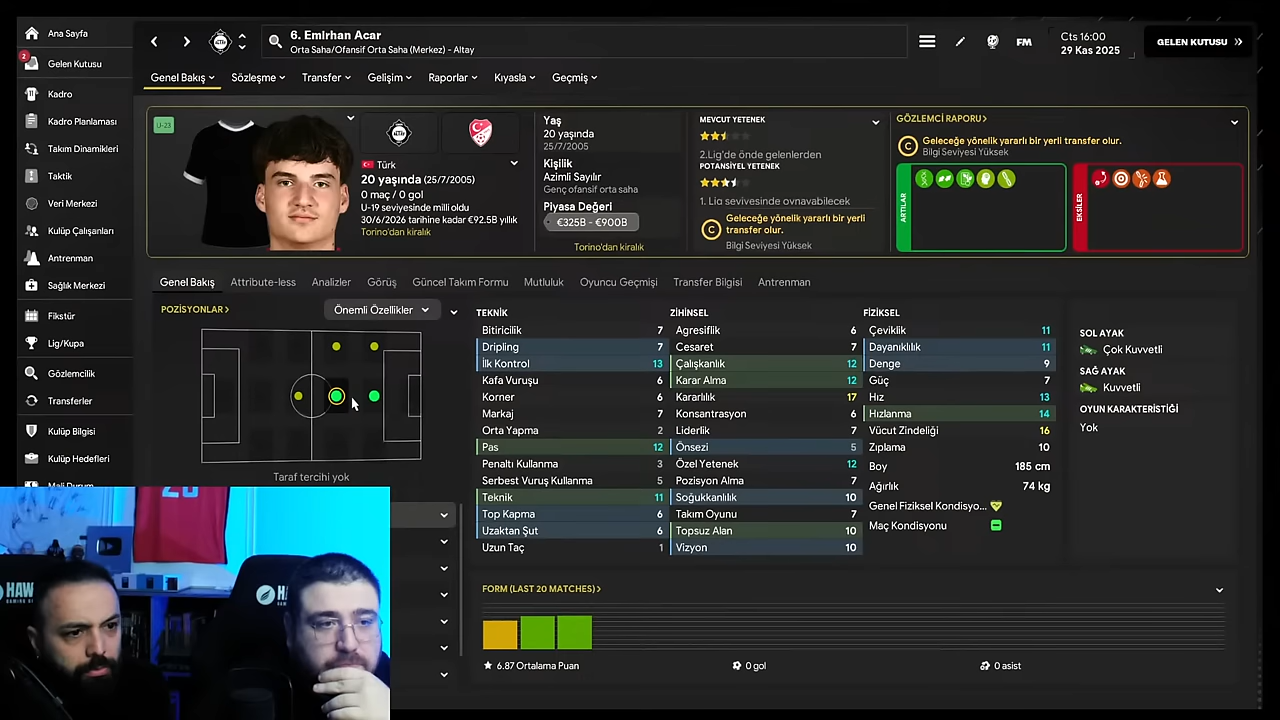 Ana Sayfa
2
Gelen Kutusu
Kadro
Kadro Planlaması
Takım Dinamikleri
Taktik
Veri Merkezi
Kulüp Çalışanları
Antrenman
Sağlık Merkezi
Fikstür
Lig/Kupa
Gözlemcilik
Transferler
Kulüp Bilgisi
Kulüp Hedefleri
Mali Durum
6. Emirhan Acar
Orta Saha/Ofansif Orta Saha (Merkez) - Altay
FM
Cts 16:00
29 Kas 2025
GELEN KUTUSU
Genel Bakış
Sözleşme
Transfer
Gelişim
Raporlar
Kıyasla
Geçmiş
U-23
Türk
20 yaşında (25/7/2005)
0 maç / 0 gol
U-19 seviyesinde milli oldu
30/6/2026 tarihine kadar €92.5B yıllık
Torino'dan kiralık
Yaş
20 yaşında
25/7/2005
Kişilik
Azimli Sayılır
Genç ofansif orta saha
Piyasa Değeri
€325B - €900B
Torino'dan kiralık
MEVCUT YETENEK
2.Lig'de önde gelenlerden
POTANSİYEL YETENEK
1. Lig seviyesinde oynayabilecek
C
Geleceğe yönelik yararlı bir yerli transfer olur.
Bilgi Seviyesi Yüksek
GÖZLEMCİ RAPORU
C
Geleceğe yönelik yararlı bir yerli transfer olur.
Bilgi Seviyesi Yüksek
ARTILAR
EKSİLER
Genel Bakış
Attribute-less
Analizler
Görüş
Güncel Takım Formu
Mutluluk
Oyuncu Geçmişi
Transfer Bilgisi
Antrenman
POZİSYONLAR
Önemli Özellikler
Taraf tercihi yok
TEKNİK
Bitiricilik 7
Dripling 7
İlk Kontrol 13
Kafa Vuruşu 6
Korner 6
Markaj 7
Orta Yapma 2
Pas 12
Penaltı Kullanma 3
Serbest Vuruş Kullanma 5
Teknik 11
Top Kapma 6
Uzaktan Şut 6
Uzun Taç 1
ZİHİNSEL
Agresiflik 6
Cesaret 7
Çalışkanlık 12
Karar Alma 12
Kararlılık 17
Konsantrasyon 6
Liderlik 7
Önsezi 5
Özel Yetenek 12
Pozisyon Alma 7
Soğukkanlılık 10
Takım Oyunu 7
Topsuz Alan 10
Vizyon 10
FİZİKSEL
Çeviklik 11
Dayanıklılık 11
Denge 9
Güç 7
Hız 13
Hızlanma 14
Vücut Zindeliği 16
Zıplama 10
Boy 185 cm
Ağırlık 74 kg
Genel Fiziksel Kondisyo...
Maç Kondisyonu
SOL AYAK
Çok Kuvvetli
SAĞ AYAK
Kuvvetli
OYUN KARAKTERİSTİĞİ
Yok
FORM (LAST 20 MATCHES)
6.87 Ortalama Puan
0 gol
0 asist
HAW